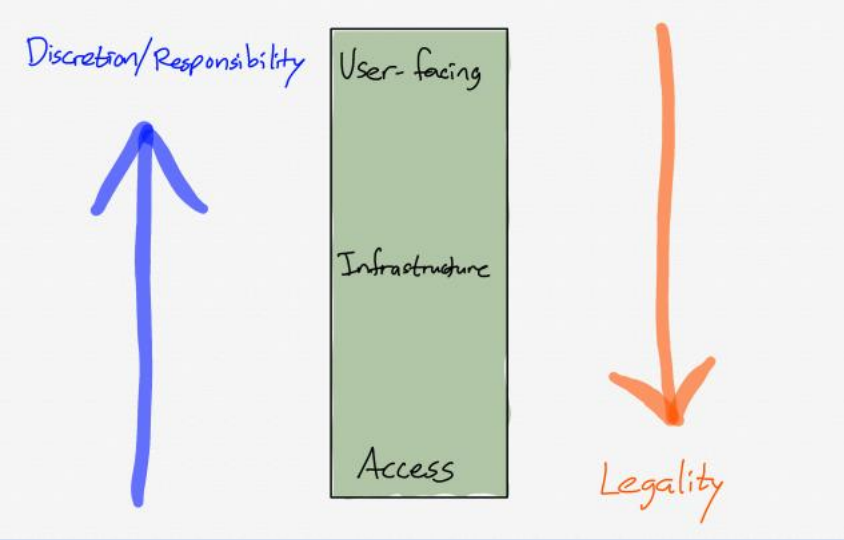 Discretion/Responsibility
User-facing
Infrastructure
Access
Legality